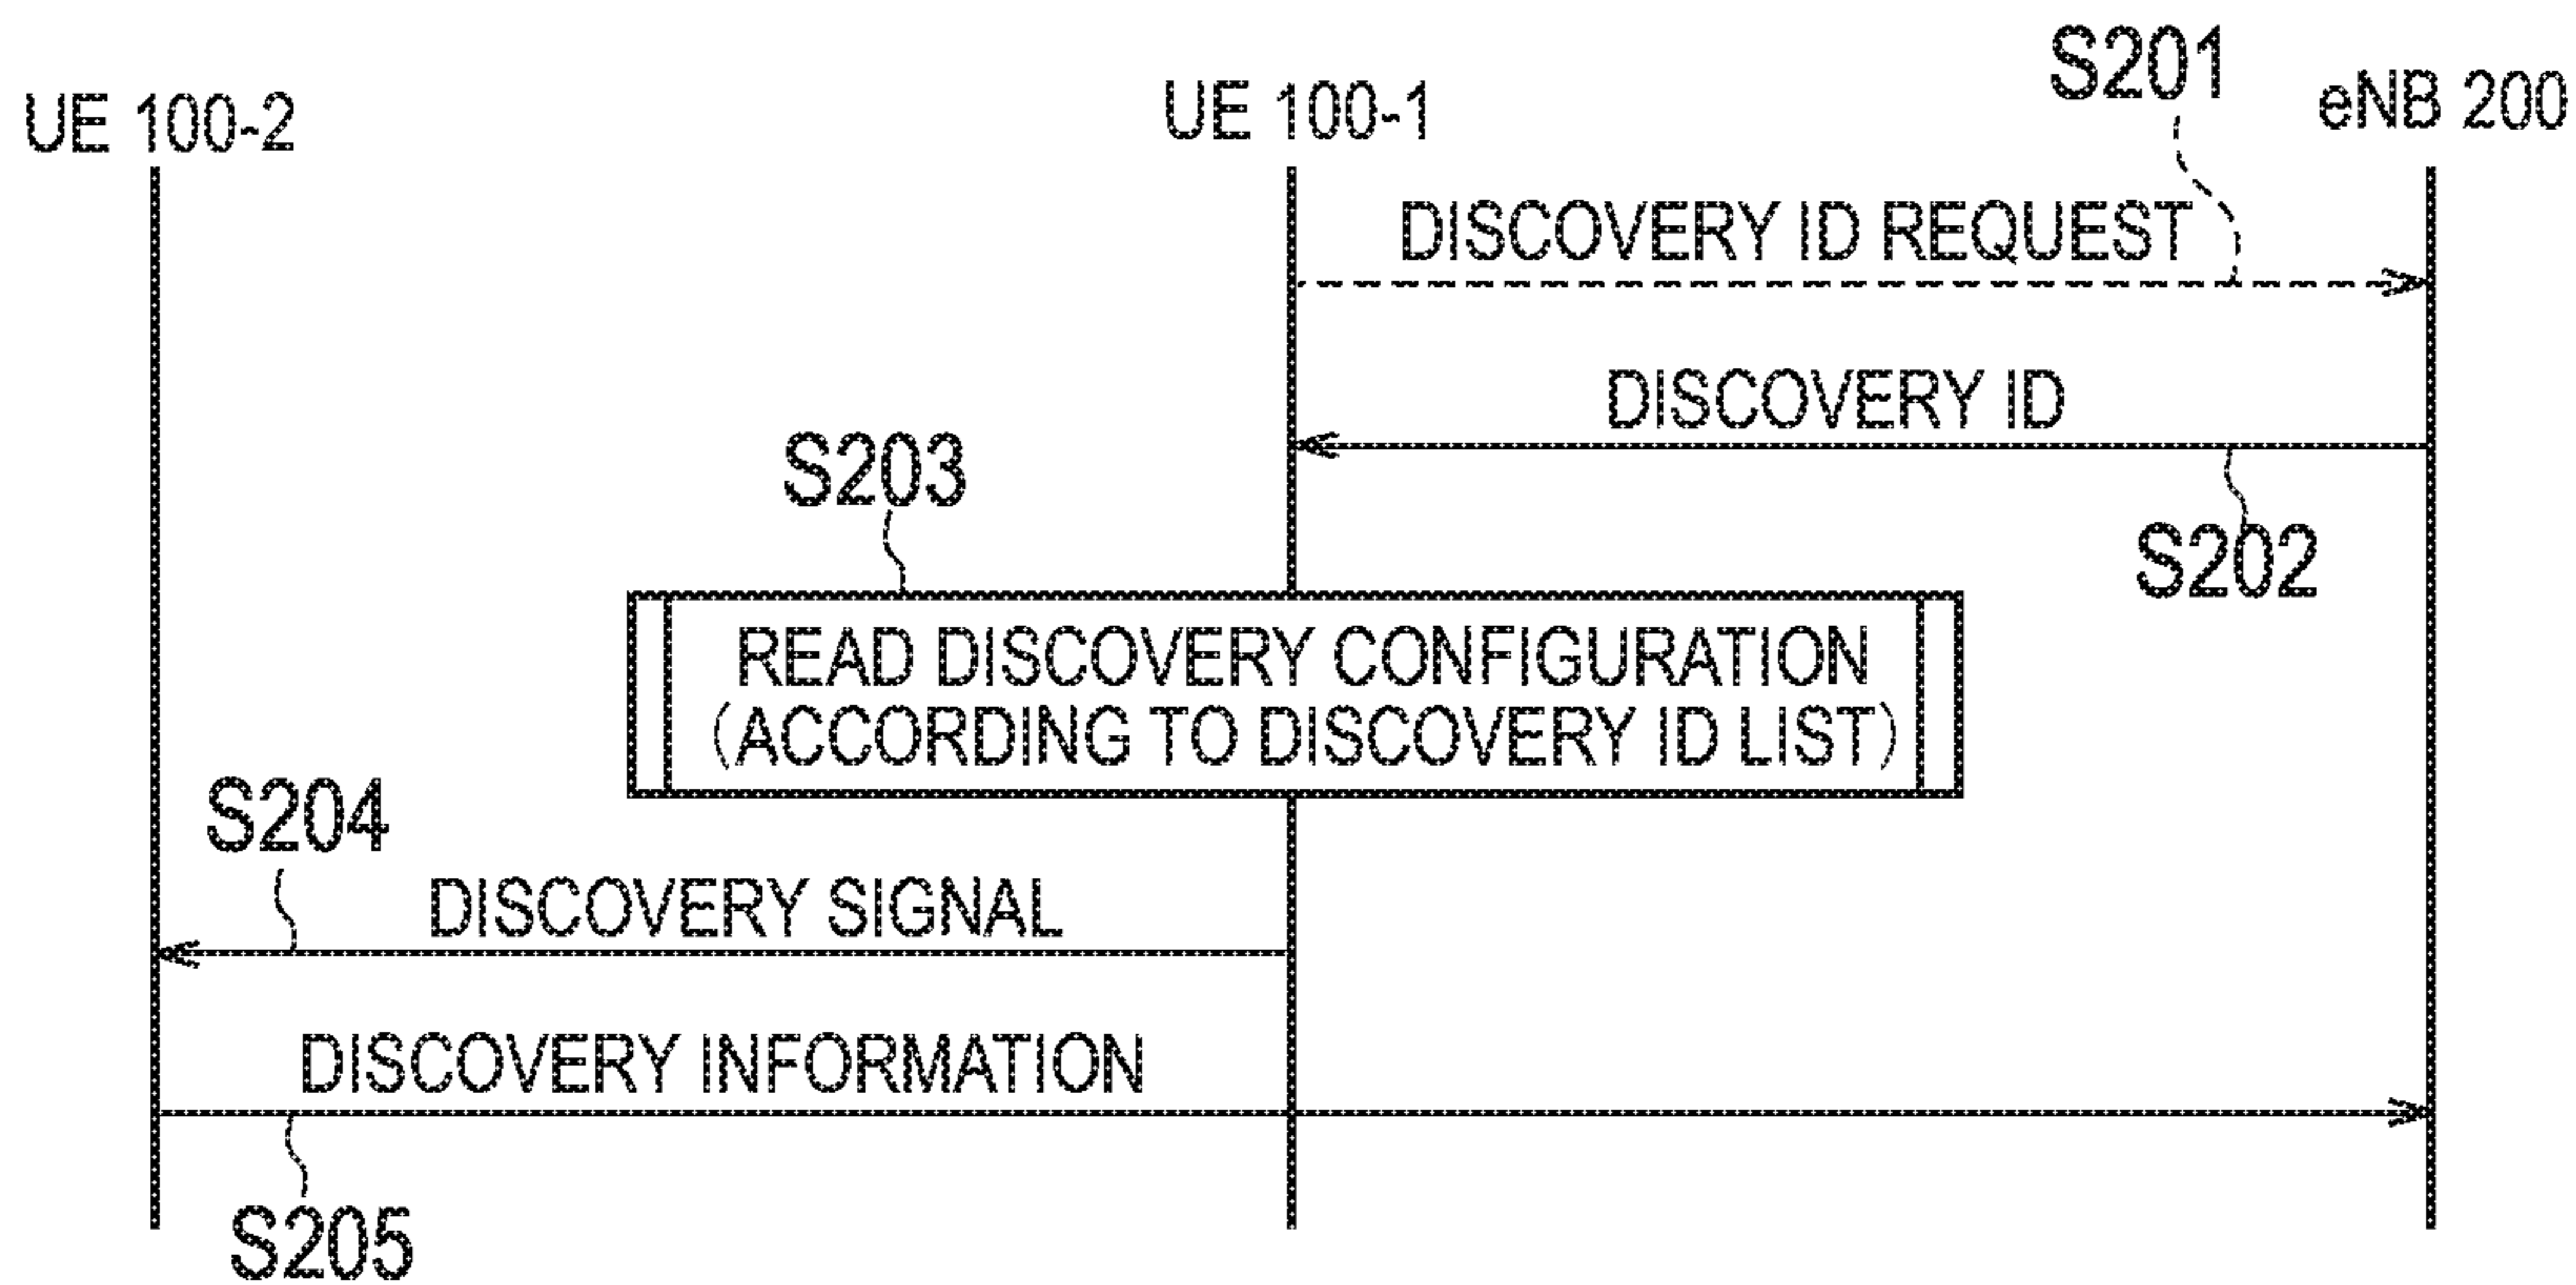 UE 100-2
UE 100-1
S201
eNB 200
DISCOVERY ID REQUEST
DISCOVERY ID
S202
S203
READ DISCOVERY CONFIGURATION
(ACCORDING TO DISCOVERY ID LIST)
S204
DISCOVERY SIGNAL
DISCOVERY INFORMATION
S205